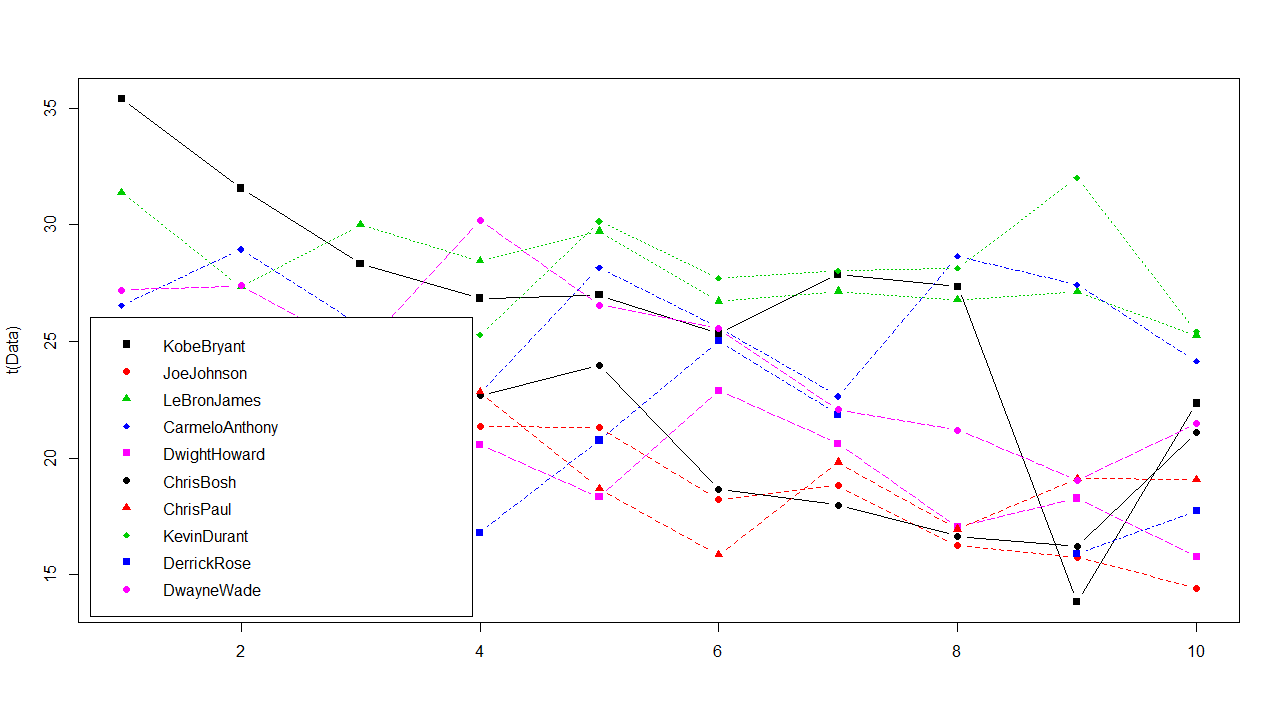 35
30
25
20
15
t(Data)
KobeBryant
JoeJohnson
LeBronJames
CarmeloAnthony
DwightHoward
ChrisBosh
ChrisPaul
KevinDurant
DerrickRose
DwayneWade
2
4
6
8
10